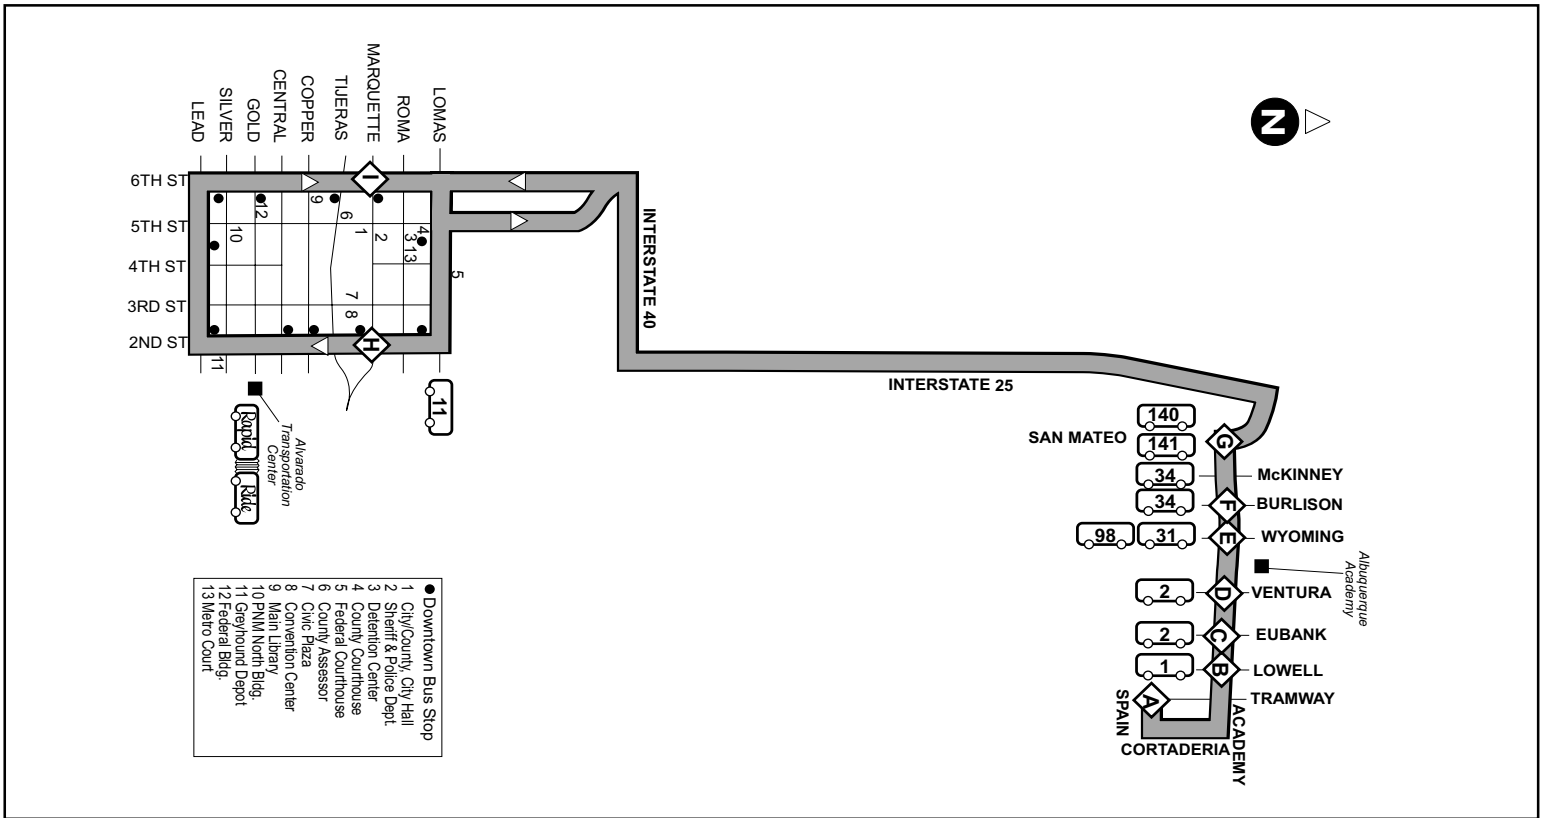 N
LEAD
SILVER
GOLD
CENTRAL
COPPER
TIJERAS
MARQUETTE
ROMA
LOMAS
6TH ST
5TH ST
4TH ST
3RD ST
2ND ST
I
H
9
12
6
10
1
2
3
4
13
5
7
8
11
11
Rapid Ride
Alvarado
Transportation
Center
INTERSTATE 40
INTERSTATE 25
SAN MATEO
140
141
34
34
98
31
2
2
1
G
F
E
D
C
B
A
McKINNEY
BURLISON
WYOMING
VENTURA
EUBANK
LOWELL
TRAMWAY
Albuquerque
Academy
SPAIN
CORTADERIA
ACADEMY
Downtown Bus Stop
1 City/County, City Hall
2 Sheriff & Police Dept.
3 Detention Center
4 County Courthouse
5 Federal Courthouse
6 County Assessor
7 Civic Plaza
8 Convention Center
9 Main Library
10 PNM North Bldg.
11 Greyhound Depot
12 Federal Bldg.
13 Metro Court